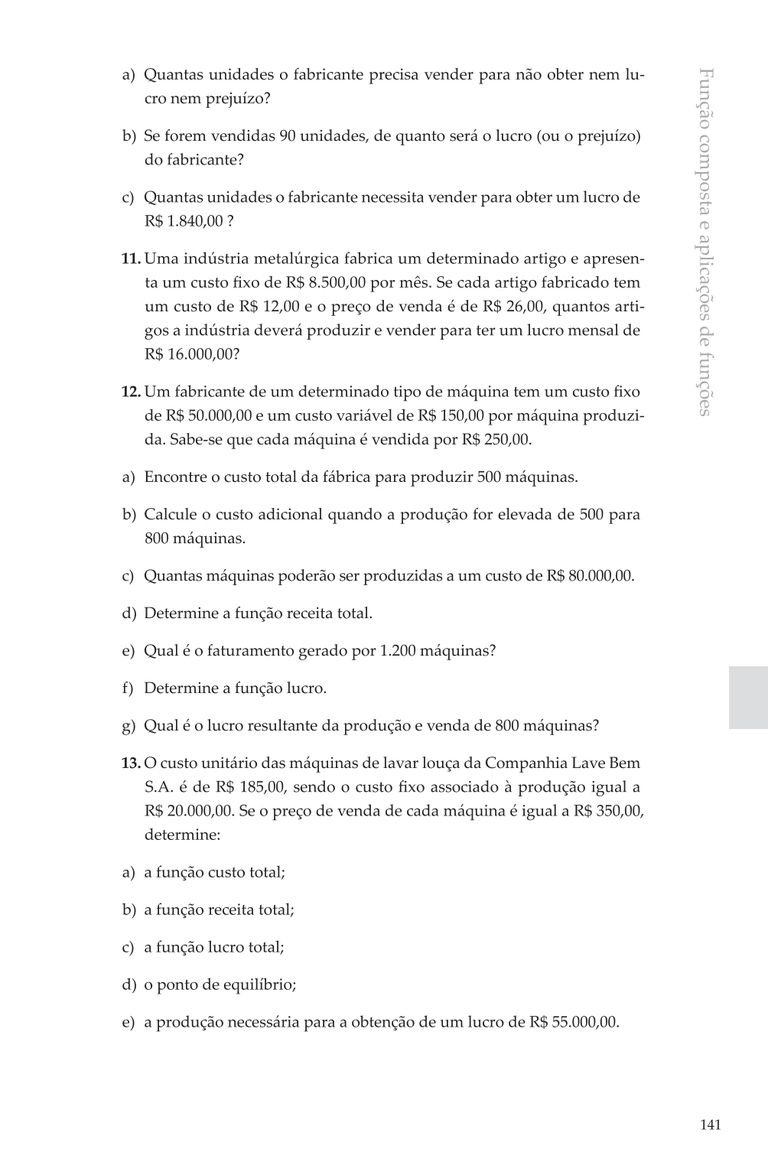 a) Quantas unidades o fabricante precisa vender para não obter nem lu-
cro nem prejuízo?
b) Se forem vendidas 90 unidades, de quanto será o lucro (ou o prejuízo)
do fabricante?
c) Quantas unidades o fabricante necessita vender para obter um lucro de
R$ 1.840,00 ?
11. Uma indústria metalúrgica fabrica um determinado artigo e apresen-
ta um custo fixo de R$ 8.500,00 por mês. Se cada artigo fabricado tem
um custo de R$ 12,00 e o preço de venda é de R$ 26,00, quantos arti-
gos a indústria deverá produzir e vender para ter um lucro mensal de
R$ 16.000,00?
12. Um fabricante de um determinado tipo de máquina tem um custo fixo
de R$ 50.000,00 e um custo variável de R$ 150,00 por máquina produzi-
da. Sabe-se que cada máquina é vendida por R$ 250,00.
a) Encontre o custo total da fábrica para produzir 500 máquinas.
b) Calcule o custo adicional quando a produção for elevada de 500 para
800 máquinas.
c) Quantas máquinas poderão ser produzidas a um custo de R$ 80.000,00.
d) Determine a função receita total.
e) Qual é o faturamento gerado por 1.200 máquinas?
f) Determine a função lucro.
g) Qual é o lucro resultante da produção e venda de 800 máquinas?
13. O custo unitário das máquinas de lavar louça da Companhia Lave Bem
S.A. é de R$ 185,00, sendo o custo fixo associado à produção igual a
R$ 20.000,00. Se o preço de venda de cada máquina é igual a R$ 350,00,
determine:
a) a função custo total;
b) a função receita total;
c) a função lucro total;
d) o ponto de equilíbrio;
e) a produção necessária para a obtenção de um lucro de R$ 55.000,00.
Função composta e aplicações de funções
141